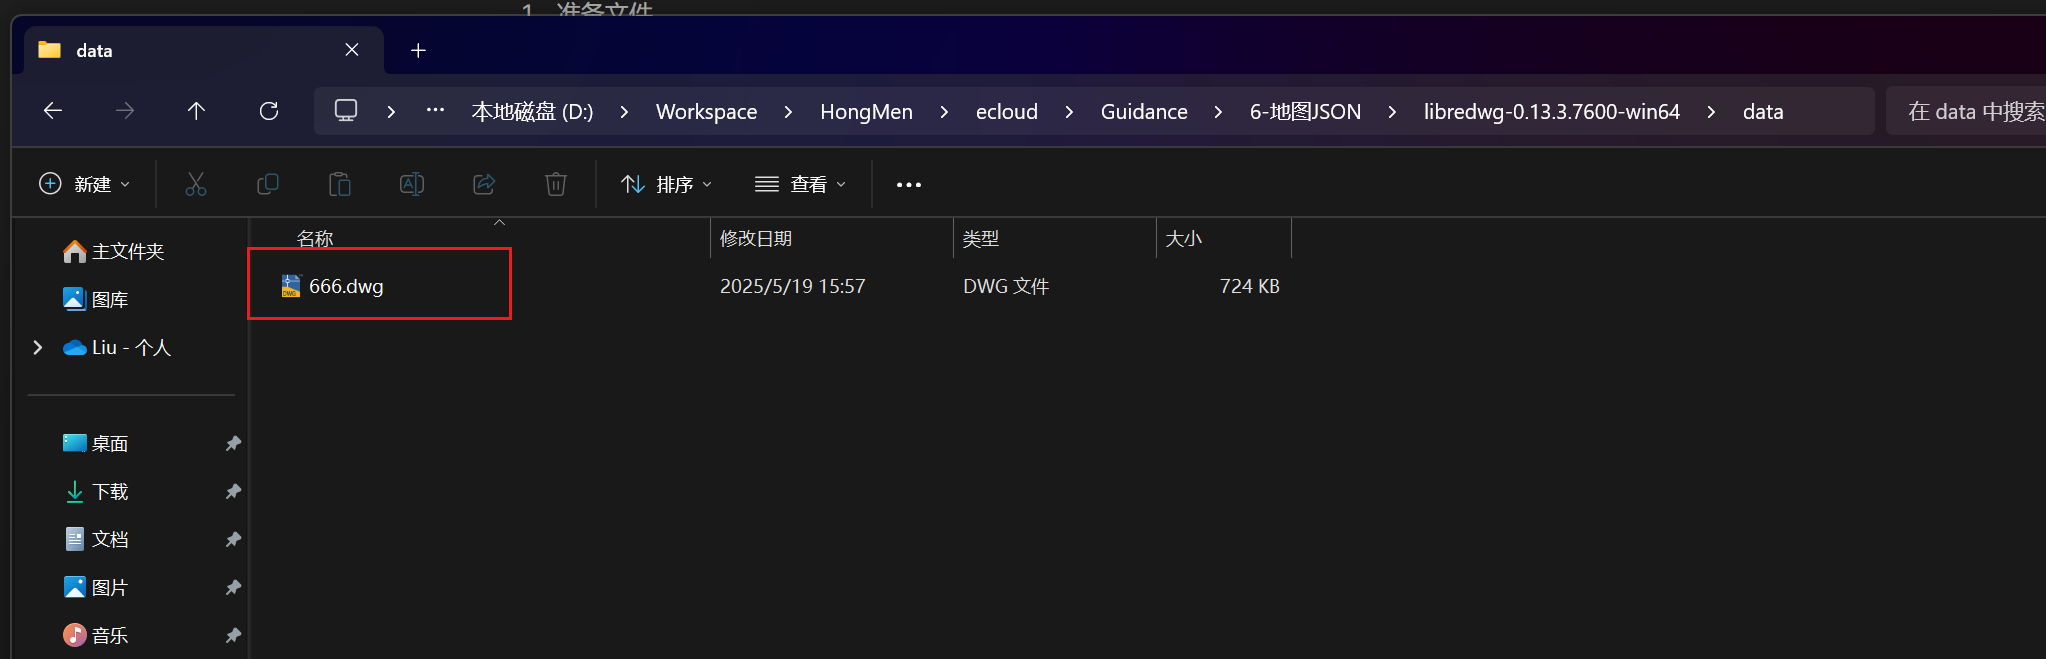 1. 准备文件
data
本地磁盘 (D:) Workspace HongMen ecloud Guidance 6-地图JSON libredwg-0.13.3.7600-win64 data
在 data 中搜索
新建 排序 查看
名称 修改日期 类型 大小
666.dwg 2025/5/19 15:57 DWG 文件 724 KB
主文件夹
图库
Liu - 个人
桌面
下载
文档
图片
音乐